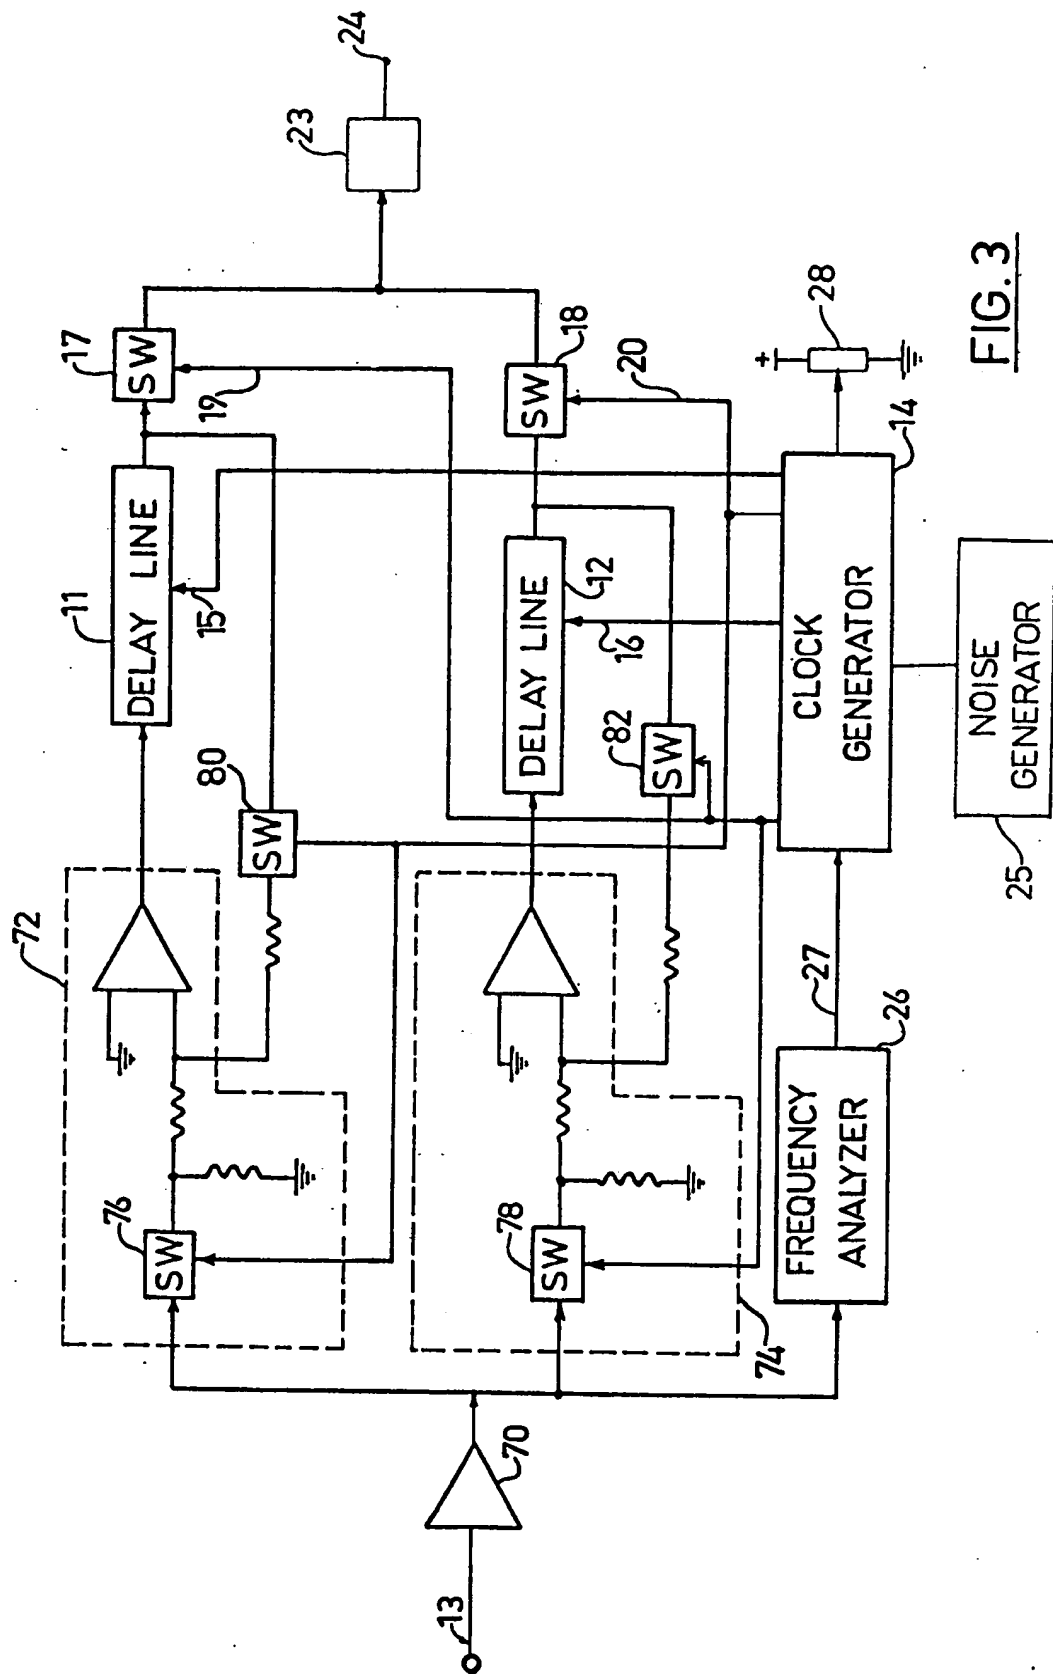 72
76
SW
80
SW
11
DELAY LINE
15
17
SW
19
23
24
13
70
74
78
SW
82
SW
12
DELAY LINE
16
18
SW
20
FREQUENCY
ANALYZER
26
27
CLOCK
GENERATOR
14
+
28
25
NOISE
GENERATOR
FIG. 3